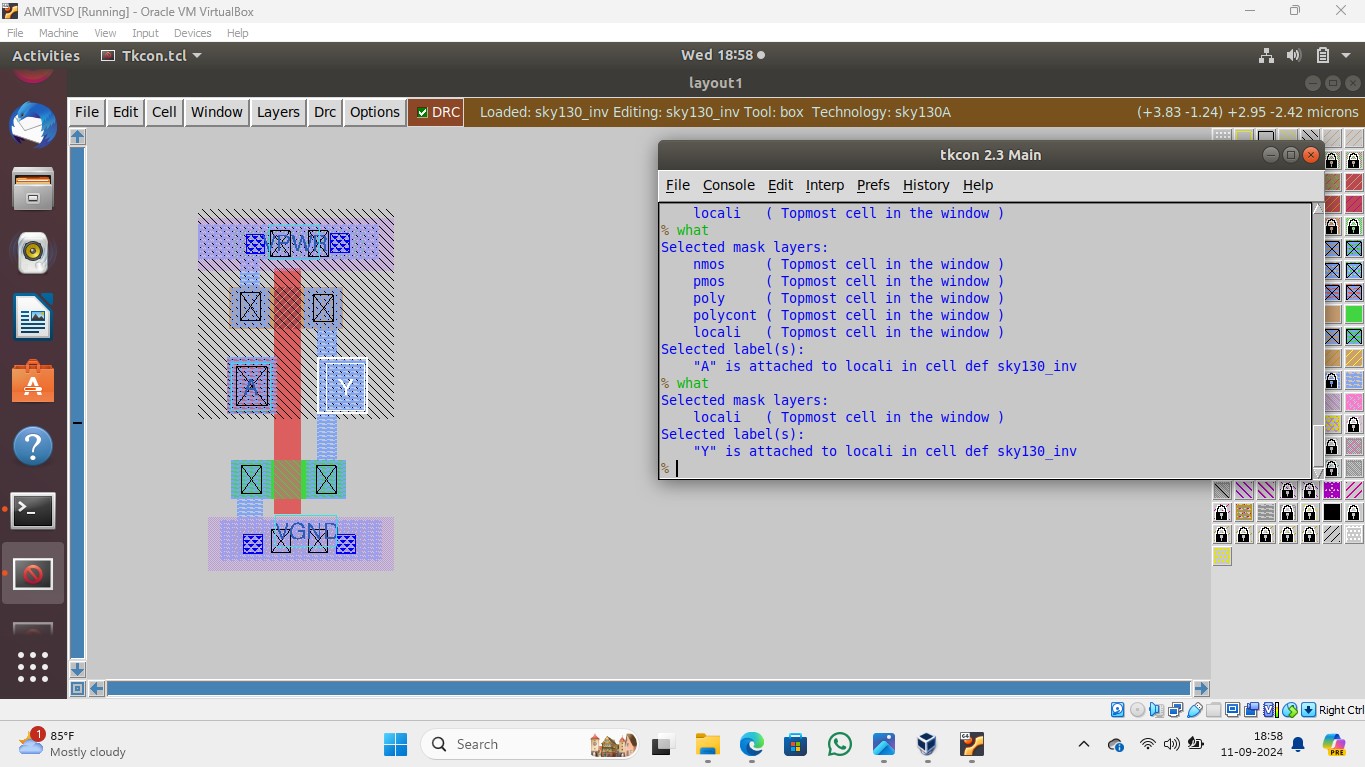 AMITVSD [Running] - Oracle VM VirtualBox
File Machine View Input Devices Help
Activities Tkcon.tcl Wed 18:58
layout1
File Edit Cell Window Layers Drc Options DRC Loaded: sky130_inv Editing: sky130_inv Tool: box Technology: sky130A (+3.83 -1.24) +2.95 -2.42 microns
tkcon 2.3 Main
File Console Edit Interp Prefs History Help
locali ( Topmost cell in the window )
% what
Selected mask layers:
nmos ( Topmost cell in the window )
pmos ( Topmost cell in the window )
poly ( Topmost cell in the window )
polycont ( Topmost cell in the window )
locali ( Topmost cell in the window )
Selected label(s):
"A" is attached to locali in cell def sky130_inv
% what
Selected mask layers:
locali ( Topmost cell in the window )
Selected label(s):
"Y" is attached to locali in cell def sky130_inv
%
VPWR
A
Y
VGND
Right Ctrl
1
85°F
Mostly cloudy
Search
64
18:58
11-09-2024
PRE